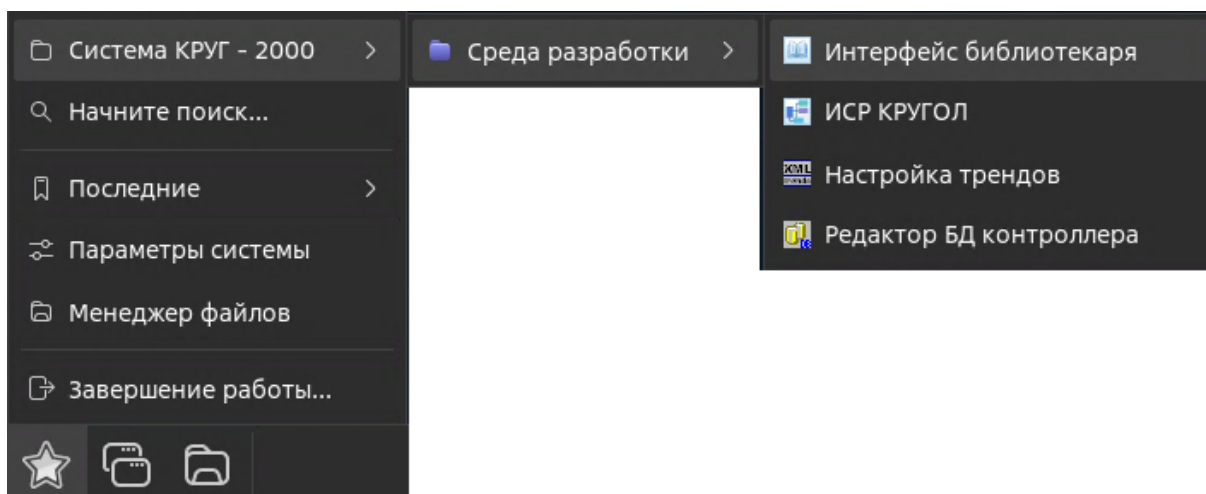 Система КРУГ - 2000
Начните поиск...
Последние
Параметры системы
Менеджер файлов
Завершение работы...
Среда разработки
Интерфейс библиотекаря
ИСР КРУГОЛ
Настройка трендов
Редактор БД контроллера